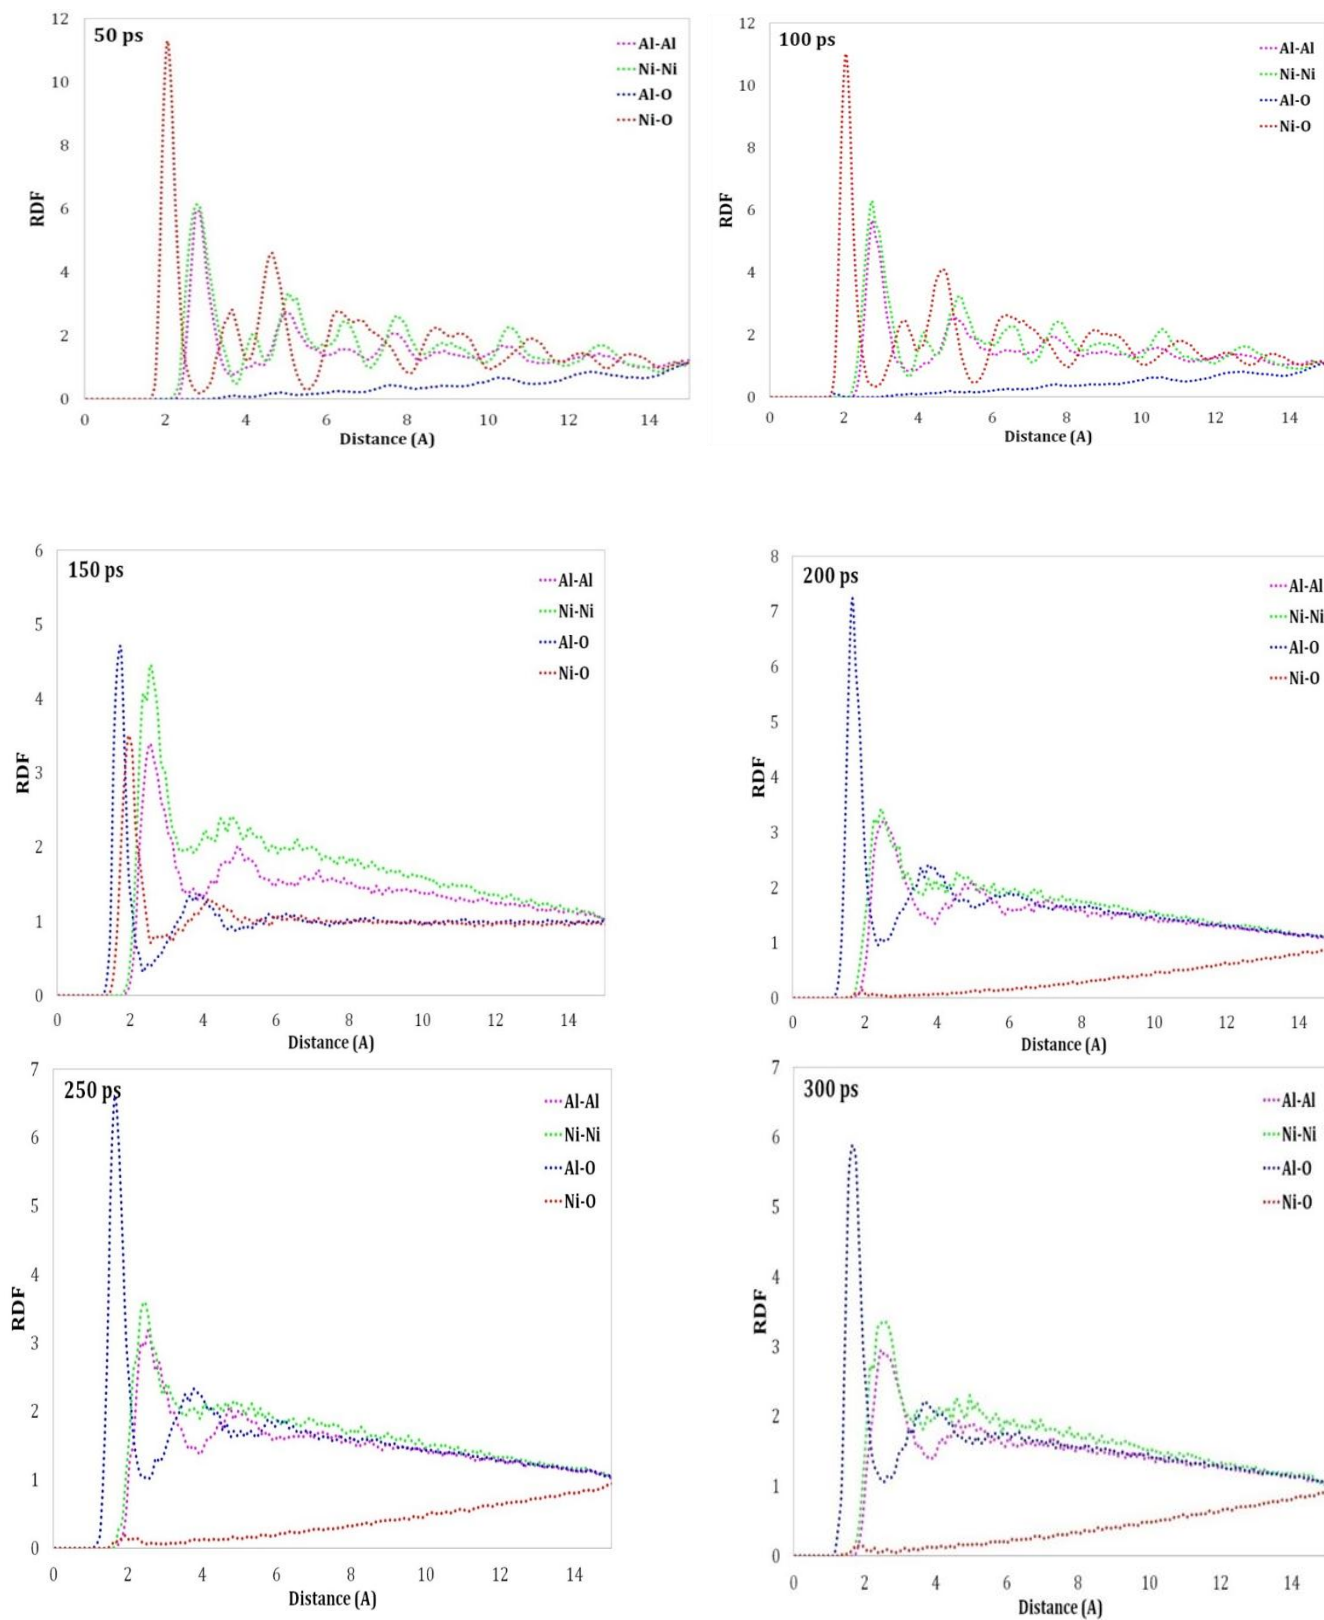 50 ps
Al-Al
Ni-Ni
Al-O
Ni-O
12
10
8
6
4
2
0
RDF
0 2 4 6 8 10 12 14
Distance (A)
100 ps
Al-Al
Ni-Ni
Al-O
Ni-O
12
10
8
6
4
2
0
RDF
0 2 4 6 8 10 12 14
Distance (A)
150 ps
Al-Al
Ni-Ni
Al-O
Ni-O
6
5
4
3
2
1
0
RDF
0 2 4 6 8 10 12 14
Distance (A)
200 ps
Al-Al
Ni-Ni
Al-O
Ni-O
8
7
6
5
4
3
2
1
0
RDF
0 2 4 6 8 10 12 14
Distance (A)
250 ps
Al-Al
Ni-Ni
Al-O
Ni-O
7
6
5
4
3
2
1
0
RDF
0 2 4 6 8 10 12 14
Distance (A)
300 ps
Al-Al
Ni-Ni
Al-O
Ni-O
7
6
5
4
3
2
1
0
RDF
0 2 4 6 8 10 12 14
Distance (A)